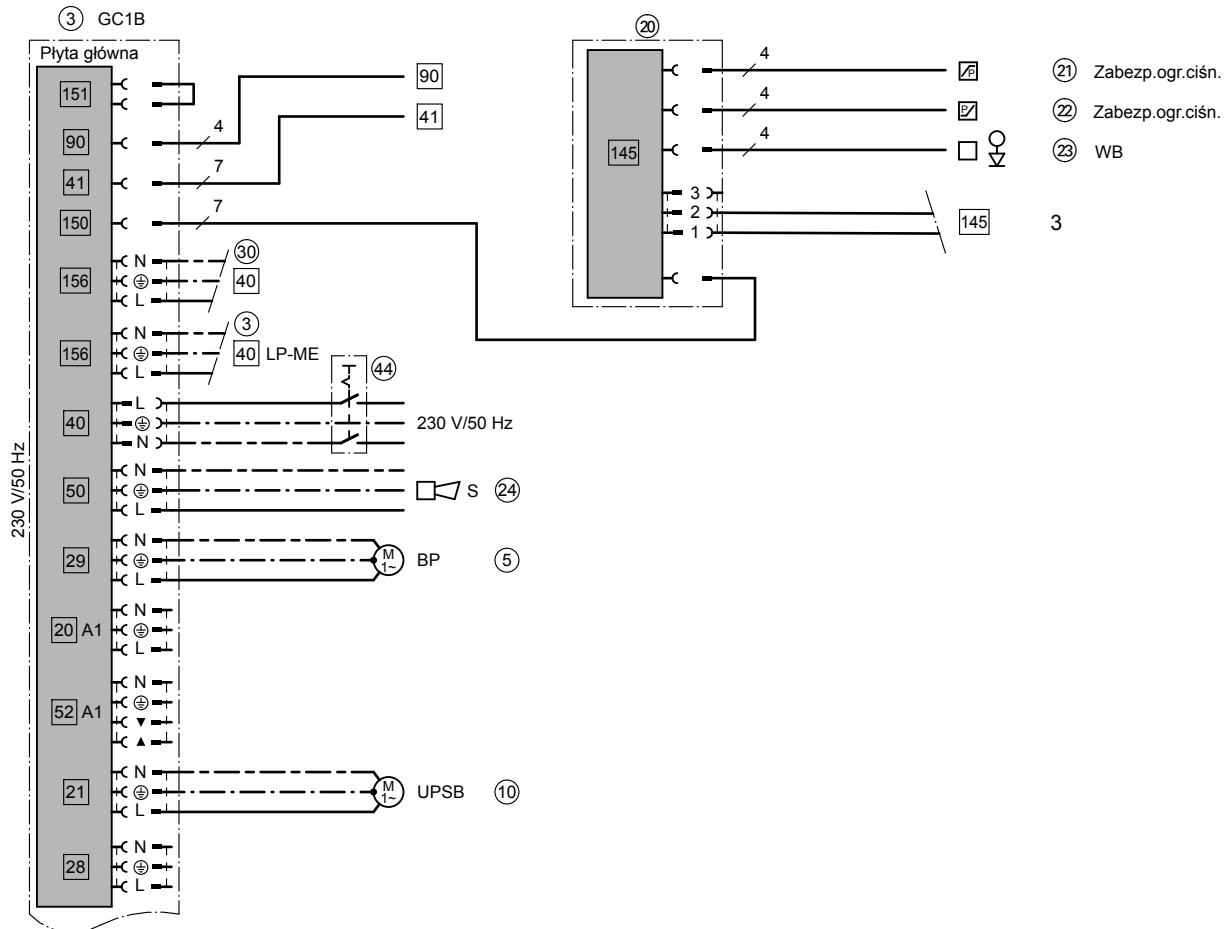 ③ GC1B
Płyta główna
151
90 4 90
41 7 41
150 7
156 N ㉚
40
L
156 N ③
40 LP-ME
L
㊹
40 L
230 V/50 Hz
N
230 V/50 Hz
50 N
S ㉔
L
29 N
M
1~
BP ⑤
L
20 A1 N
L
52 A1 N
▼
▲
21 N
M
1~
UPSB ⑩
L
28 N
L
⑳
145
4 P ㉑ Zabezp.ogr.ciśn.
4 P ㉒ Zabezp.ogr.ciśn.
4 ㉓ WB
3
2
1
145 3